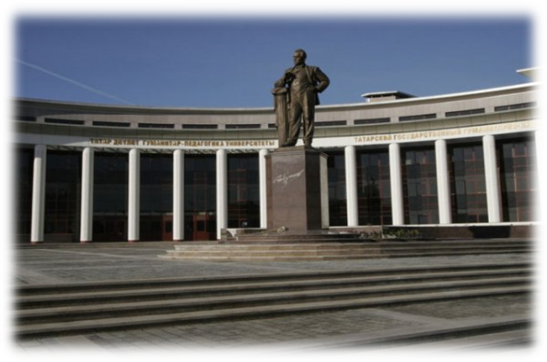 ТАТАР ДӘҮЛӘТ ГУМАНИТАР-ПЕДАГОГИКА УНИВЕРСИТЕТЫ
ТАТАРСКИЙ ГОСУДАРСТВЕННЫЙ